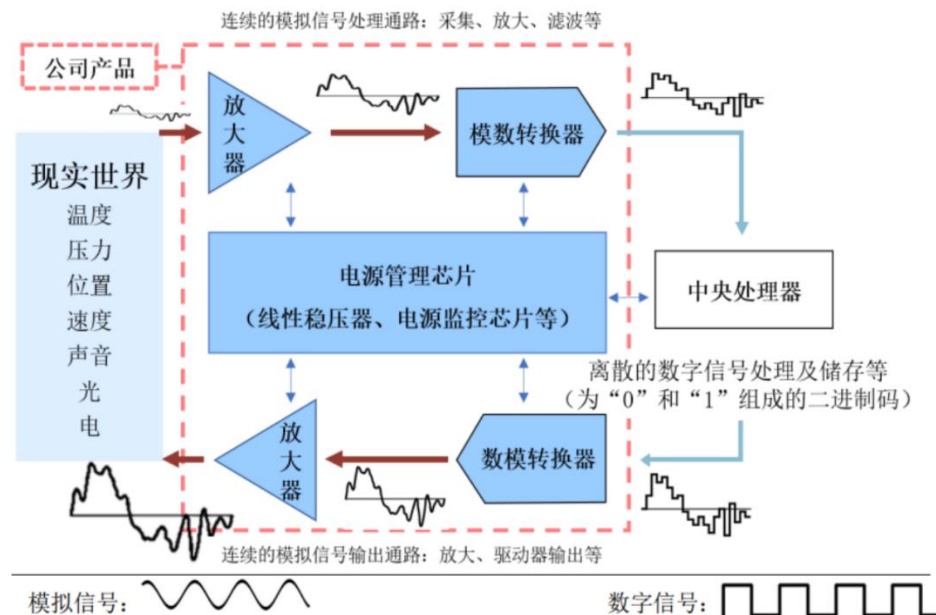 连续的模拟信号处理通路：采集、放大、滤波等
公司产品
放
大
器
模数转换器
现实世界
温度
压力
位置
速度
声音
光
电
电源管理芯片
（线性稳压器、电源监控芯片等）
中央处理器
离散的数字信号处理及储存等
（为“0”和“1”组成的二进制码）
放
大
器
数模转换器
连续的模拟信号输出通路：放大、驱动器输出等
模拟信号：
数字信号：